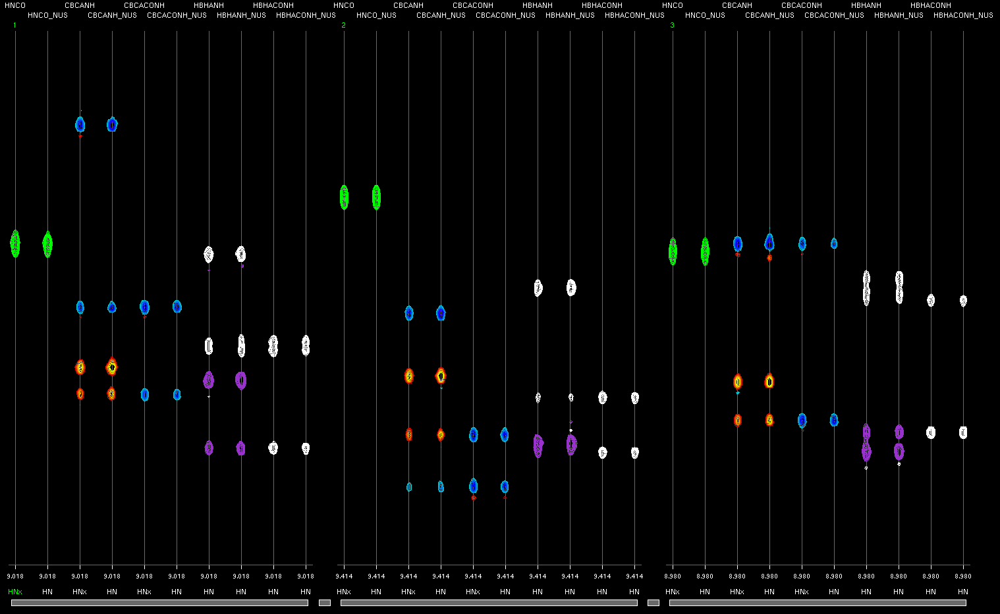 HNCO CBCANH CBCACONH HBHANH HBHACONH HNCO CBCANH CBCACONH HBHANH HBHACONH HNCO CBCANH CBCACONH HBHANH HBHACONH
HNCO_NUS CBCANH_NUS CBCACONH_NUS HBHANH_NUS HBHACONH_NUS HNCO_NUS CBCANH_NUS CBCACONH_NUS HBHANH_NUS HBHACONH_NUS HNCO_NUS CBCANH_NUS CBCACONH_NUS HBHANH_NUS HBHACONH_NUS
1 2 3
9.018 9.018 9.018 9.018 9.018 9.018 9.018 9.018 9.018 9.018 9.414 9.414 9.414 9.414 9.414 9.414 9.414 9.414 9.414 9.414 8.980 8.980 8.980 8.980 8.980 8.980 8.980 8.980 8.980 8.980
HNx HN HNx HN HNx HN HN HN HN HN HNx HN HNx HN HNx HN HN HN HN HN HNx HN HNx HN HNx HN HN HN HN HN